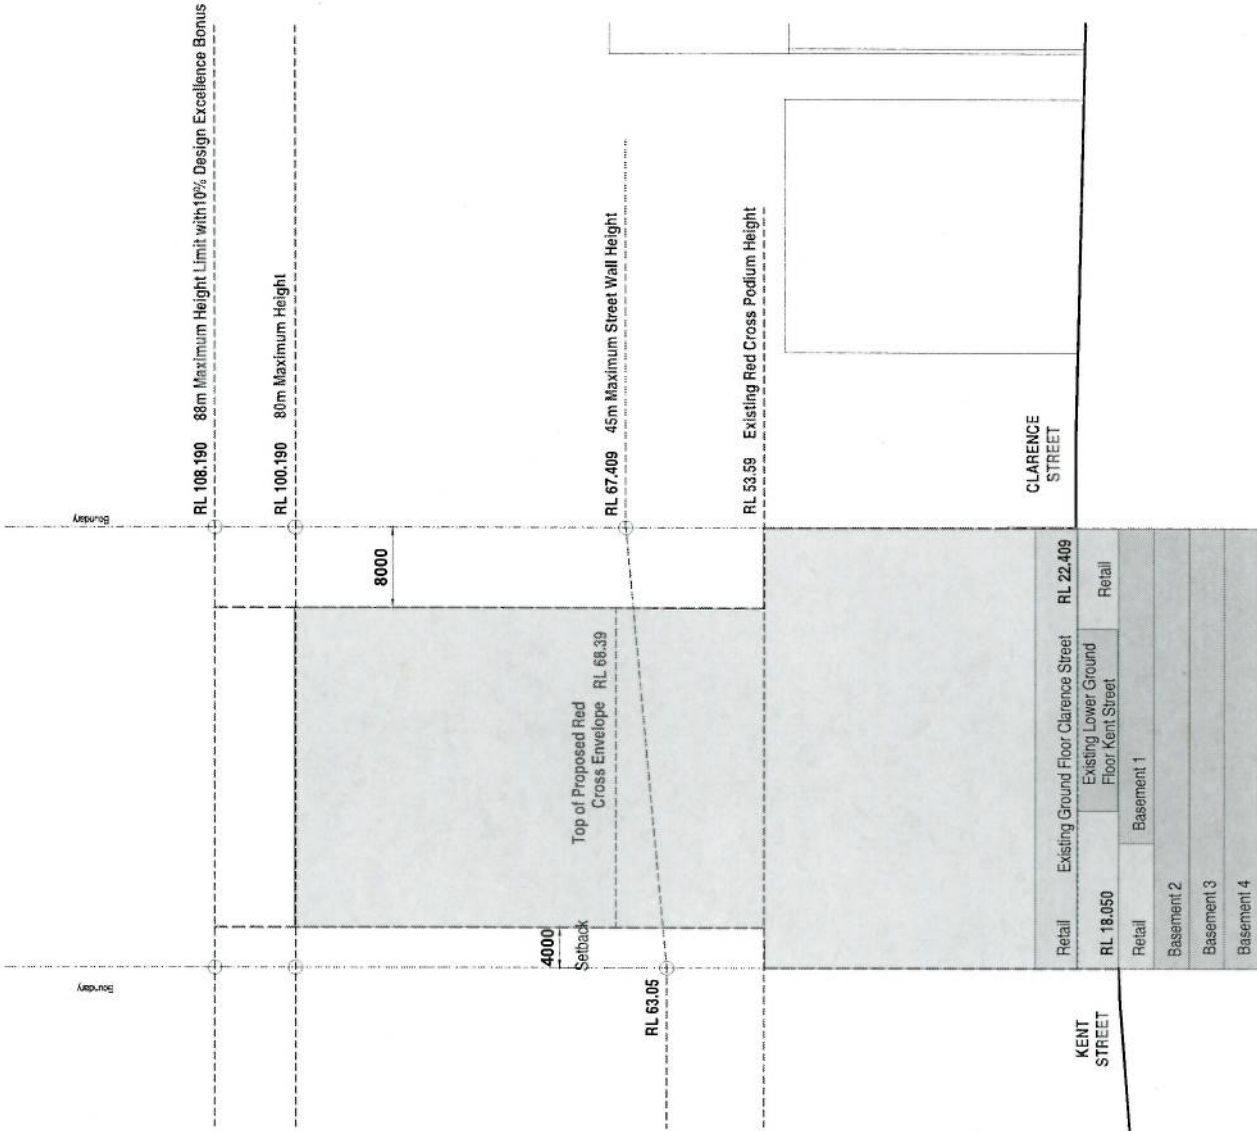 RL 108.190 88m Maximum Height Limit with10% Design Excellence Bonus
RL 100.190 80m Maximum Height
RL 67.409 45m Maximum Street Wall Height
RL 53.59 Existing Red Cross Podium Height
Boundary
8000
Top of Proposed Red
Cross Envelope RL 68.39
4000
Setback
Boundary
RL 63.05
CLARENCE
STREET
KENT
STREET
Retail Existing Ground Floor Clarence Street RL 22.409
RL 18.050 Existing Lower Ground
Floor Kent Street
Retail
Retail Basement 1
Basement 2
Basement 3
Basement 4